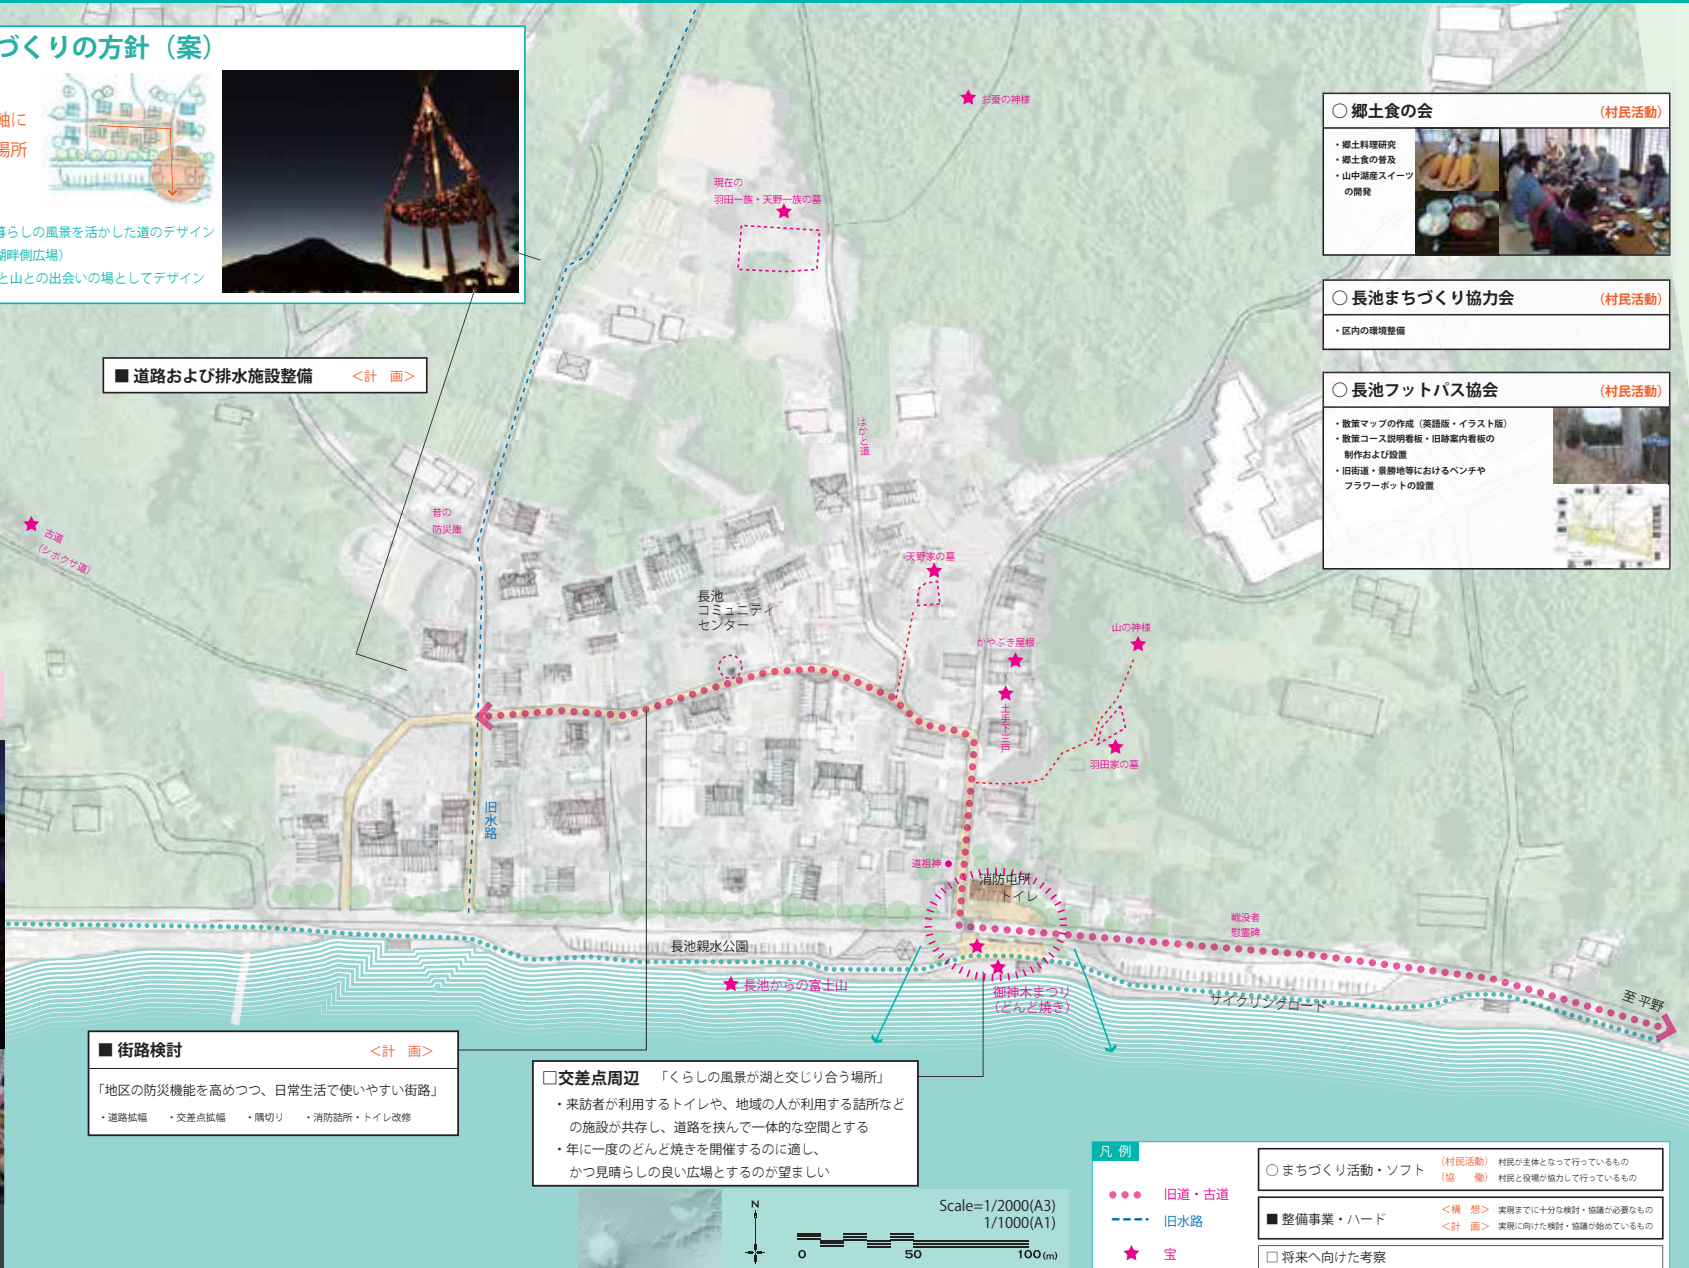 づくりの方針（案）
軸に
場所
暮らしの風景を活かした道のデザイン
湖畔側広場）
と山との出会いの場としてデザイン
■ 道路および排水施設整備　＜計　画＞
お蚕の神様
現在の
羽田一族・天野一族の墓
はかど道
昔の
防災庫
古道
（シボクサ道）
長池
コミュニティ
センター
天野家の墓
かやぶき屋根
土手下三戸
山の神様
羽田家の墓
旧水路
道祖神
消防屯所
トイレ
戦没者
慰霊碑
長池親水公園
長池からの富士山
御神木まつり
（どんど焼き）
サイクリングロード
至 平野
○ 郷土食の会　（村民活動）
・郷土料理研究
・郷土食の普及
・山中湖産スイーツ
の開発
○ 長池まちづくり協力会　（村民活動）
・区内の環境整備
○ 長池フットパス協会　（村民活動）
・散策マップの作成（英語版・イラスト版）
・散策コース説明看板・旧跡案内看板の
制作および設置
・旧街道・景勝地等におけるベンチや
フラワーポットの設置
■ 街路検討　＜計　画＞
「地区の防災機能を高めつつ、日常生活で使いやすい街路」
・道路拡幅　・交差点拡幅　・隅切り　・消防詰所・トイレ改修
□交差点周辺　「くらしの風景が湖と交じり合う場所」
・来訪者が利用するトイレや、地域の人が利用する詰所など
の施設が共存し、道路を挟んで一体的な空間とする
・年に一度のどんど焼きを開催するのに適し、
かつ見晴らしの良い広場とするのが望ましい
N
Scale=1/2000(A3)
1/1000(A1)
0　50　100(m)
凡 例
旧道・古道
旧水路
宝
○ まちづくり活動・ソフト
（村民活動）　村民が主体となって行っているもの
（協　働）　村民と役場が協力して行っているもの
■ 整備事業・ハード
＜構　想＞　実現までに十分な検討・協議が必要なもの
＜計　画＞　実現に向けた検討・協議が始めているもの
□ 将来へ向けた考察